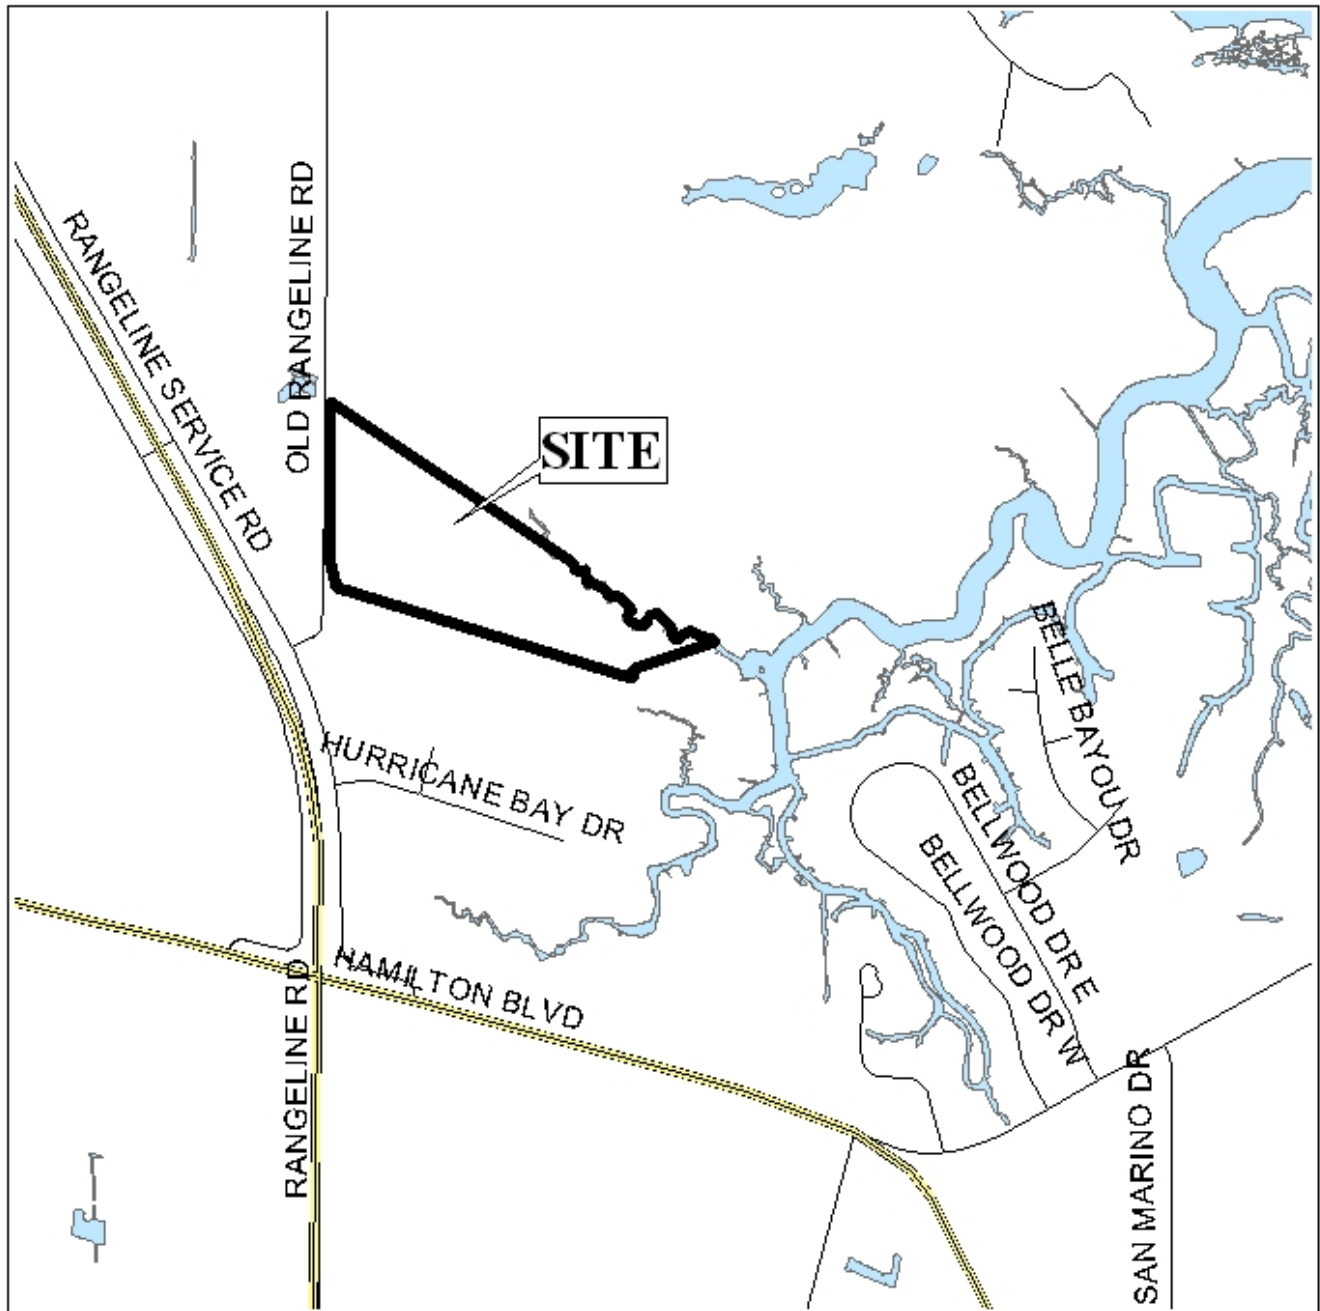 OLD RANGELINE RD
RANGELINE SERVICE RD
SITE
BELLE BAYOU DR
HURRICANE BAY DR
BELLWOOD DR E
BELLWOOD DR W
HAMILTON BLVD
RANGELINE RD
SAN MARINO DR